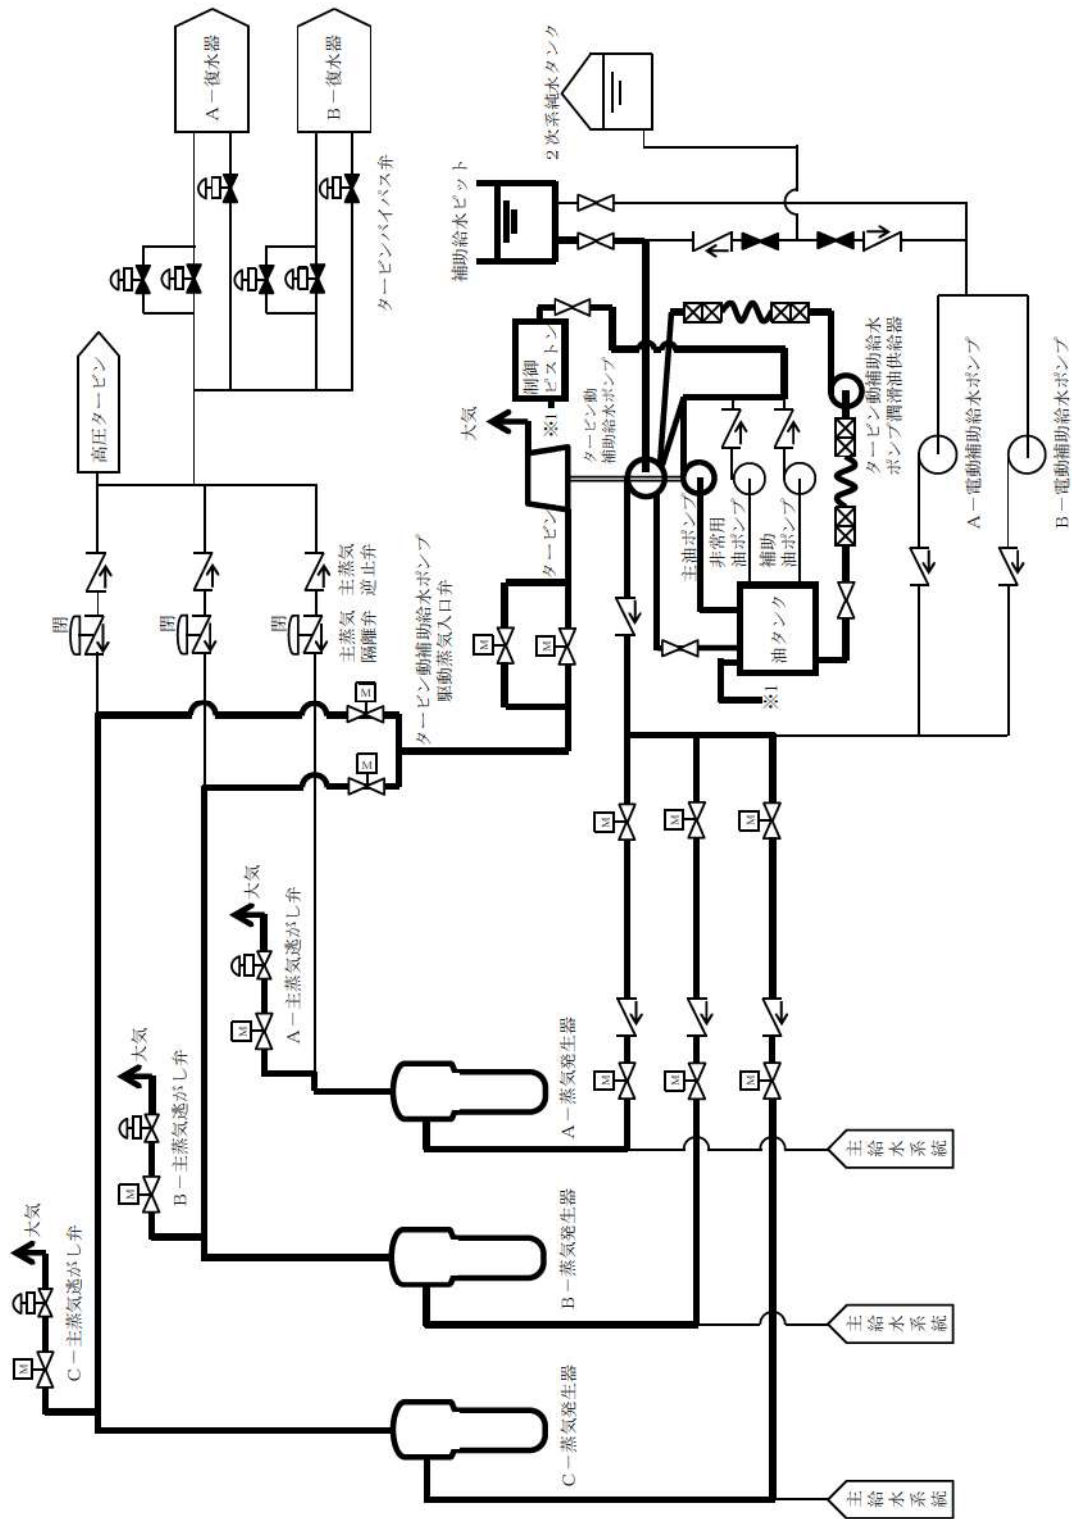 C－主蒸気逃がし弁
大気
B－主蒸気逃がし弁
大気
A－主蒸気逃がし弁
大気
閉
閉
閉
主蒸気
隔離弁
主蒸気
逆止弁
高圧タービン
A－復水器
B－復水器
タービンバイパス弁
M
M
M
M
M
タービン動補助給水ポンプ
駆動蒸気入口弁
M
M
タービン
大気
※1
制御
ピストン
タービン動
補助給水ポンプ
補助給水ピット
2次系純水タンク
主油ポンプ
非常用
油ポンプ
補助
油ポンプ
油タンク
※1
タービン動補助給水
ポンプ潤滑油供給器
A－電動補助給水ポンプ
B－電動補助給水ポンプ
C－蒸気発生器
B－蒸気発生器
A－蒸気発生器
M
M
M
M
M
M
主給水系統
主給水系統
主給水系統